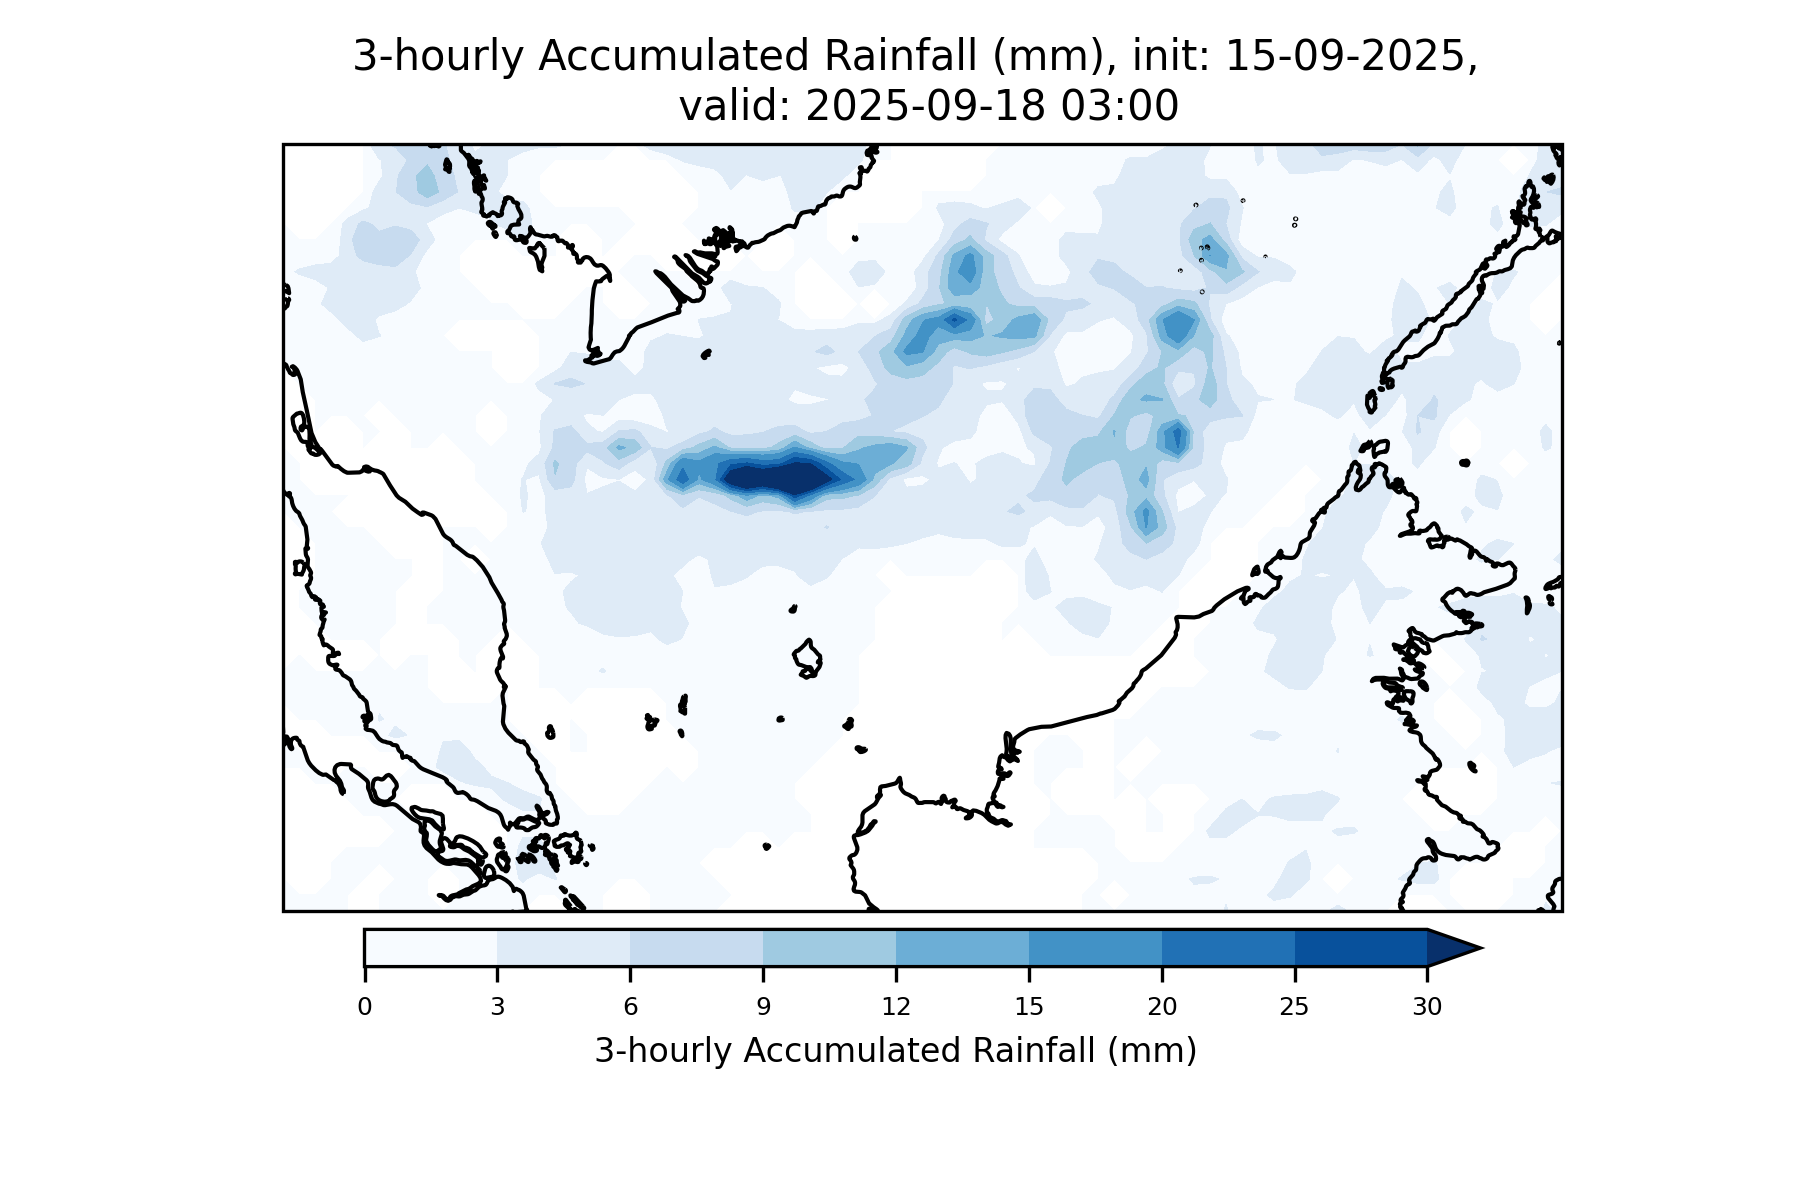 3-hourly Accumulated Rainfall (mm), init: 15-09-2025,
valid: 2025-09-18 03:00
0 3 6 9 12 15 20 25 30
3-hourly Accumulated Rainfall (mm)